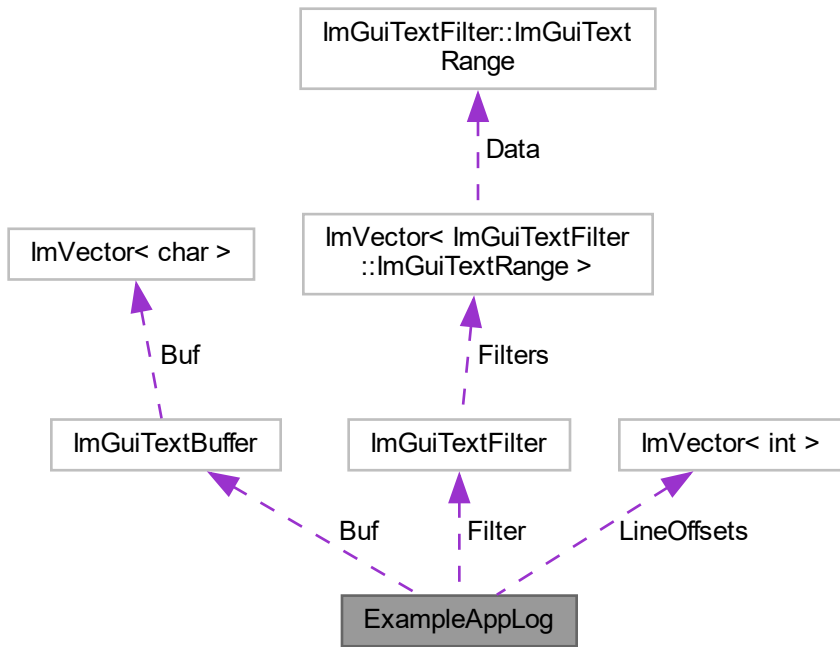 ImGuiTextFilter::ImGuiText
Range
Data
ImVector< char >
ImVector< ImGuiTextFilter
::ImGuiTextRange >
Buf
Filters
ImGuiTextBuffer
ImGuiTextFilter
ImVector< int >
Buf
Filter
LineOffsets
ExampleAppLog